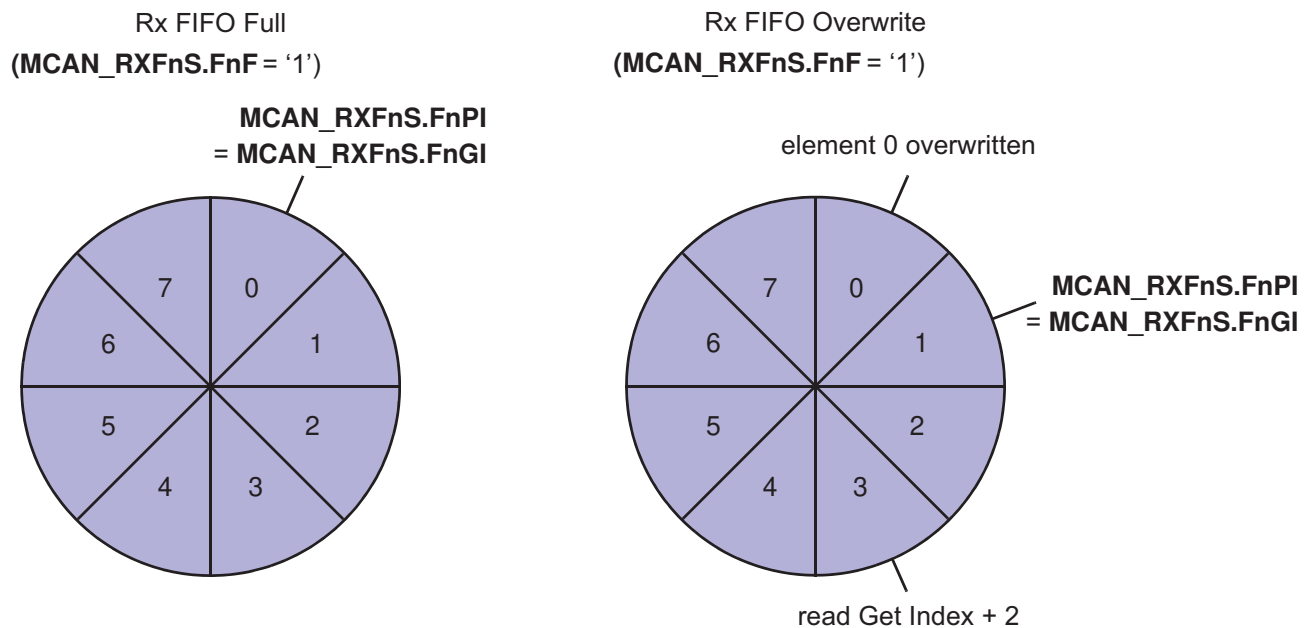 Rx FIFO Full
(MCAN_RXFnS.FnF = ‘1’)
MCAN_RXFnS.FnPI
= MCAN_RXFnS.FnGI
7
0
6
1
5
2
4
3
Rx FIFO Overwrite
(MCAN_RXFnS.FnF = ‘1’)
element 0 overwritten
MCAN_RXFnS.FnPI
= MCAN_RXFnS.FnGI
7
0
6
1
5
2
4
3
read Get Index + 2